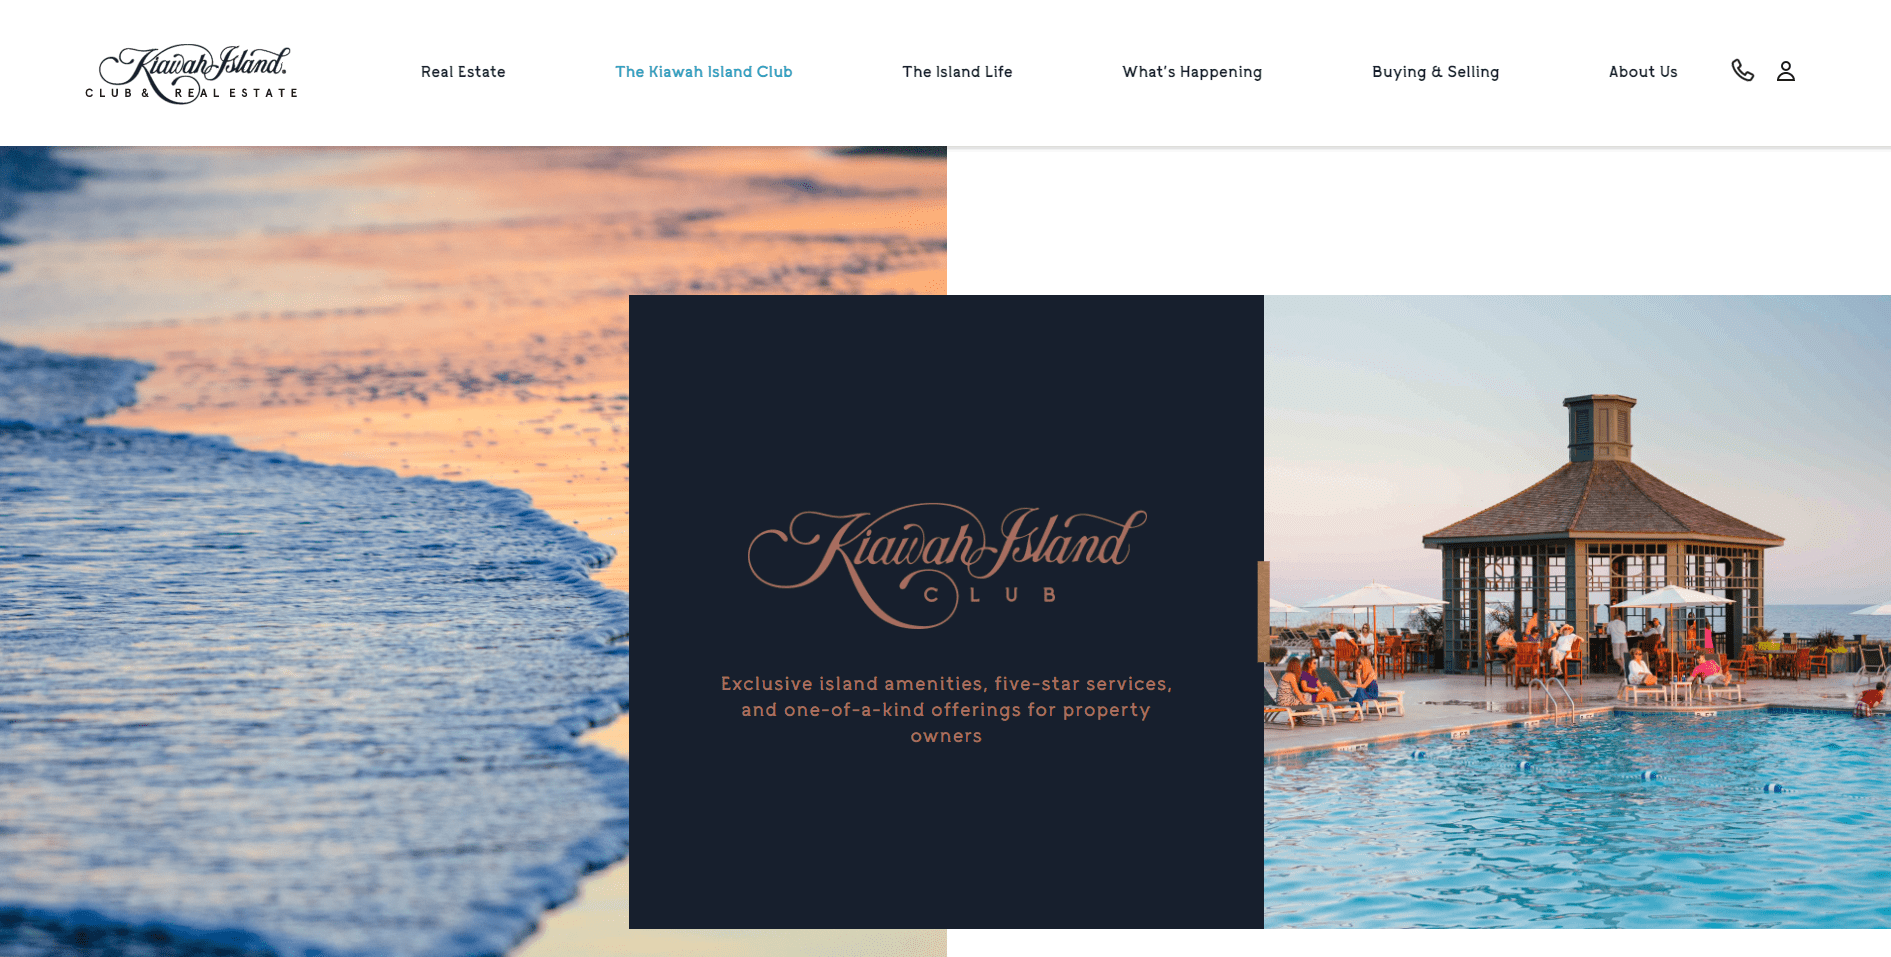 Kiawah Island.
CLUB & REAL ESTATE
Real Estate
The Kiawah Island Club
The Island Life
What's Happening
Buying & Selling
About Us
Kiawah Island
CLUB
Exclusive island amenities, five-star services,
and one-of-a-kind offerings for property
owners